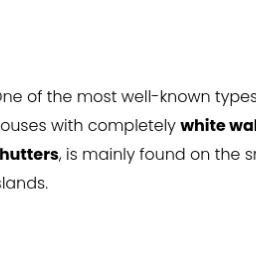 One of the most well-known types
ouses with completely white wal
hutters, is mainly found on the s
slands.